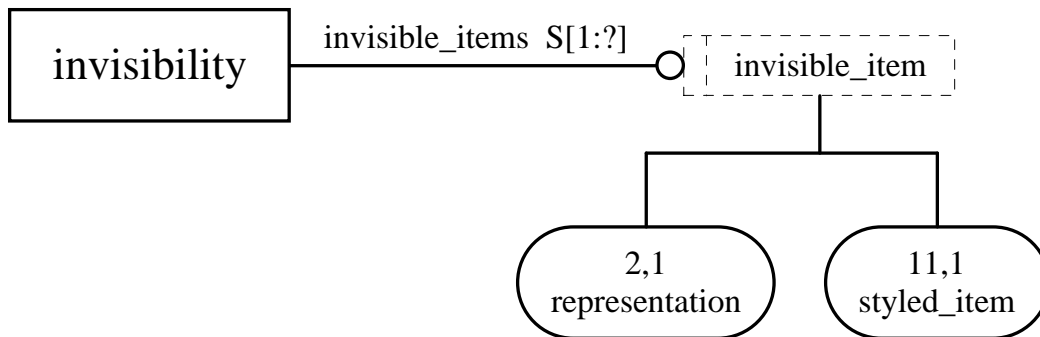 invisibility
invisible_items S[1:?]
invisible_item
2,1
representation
11,1
styled_item